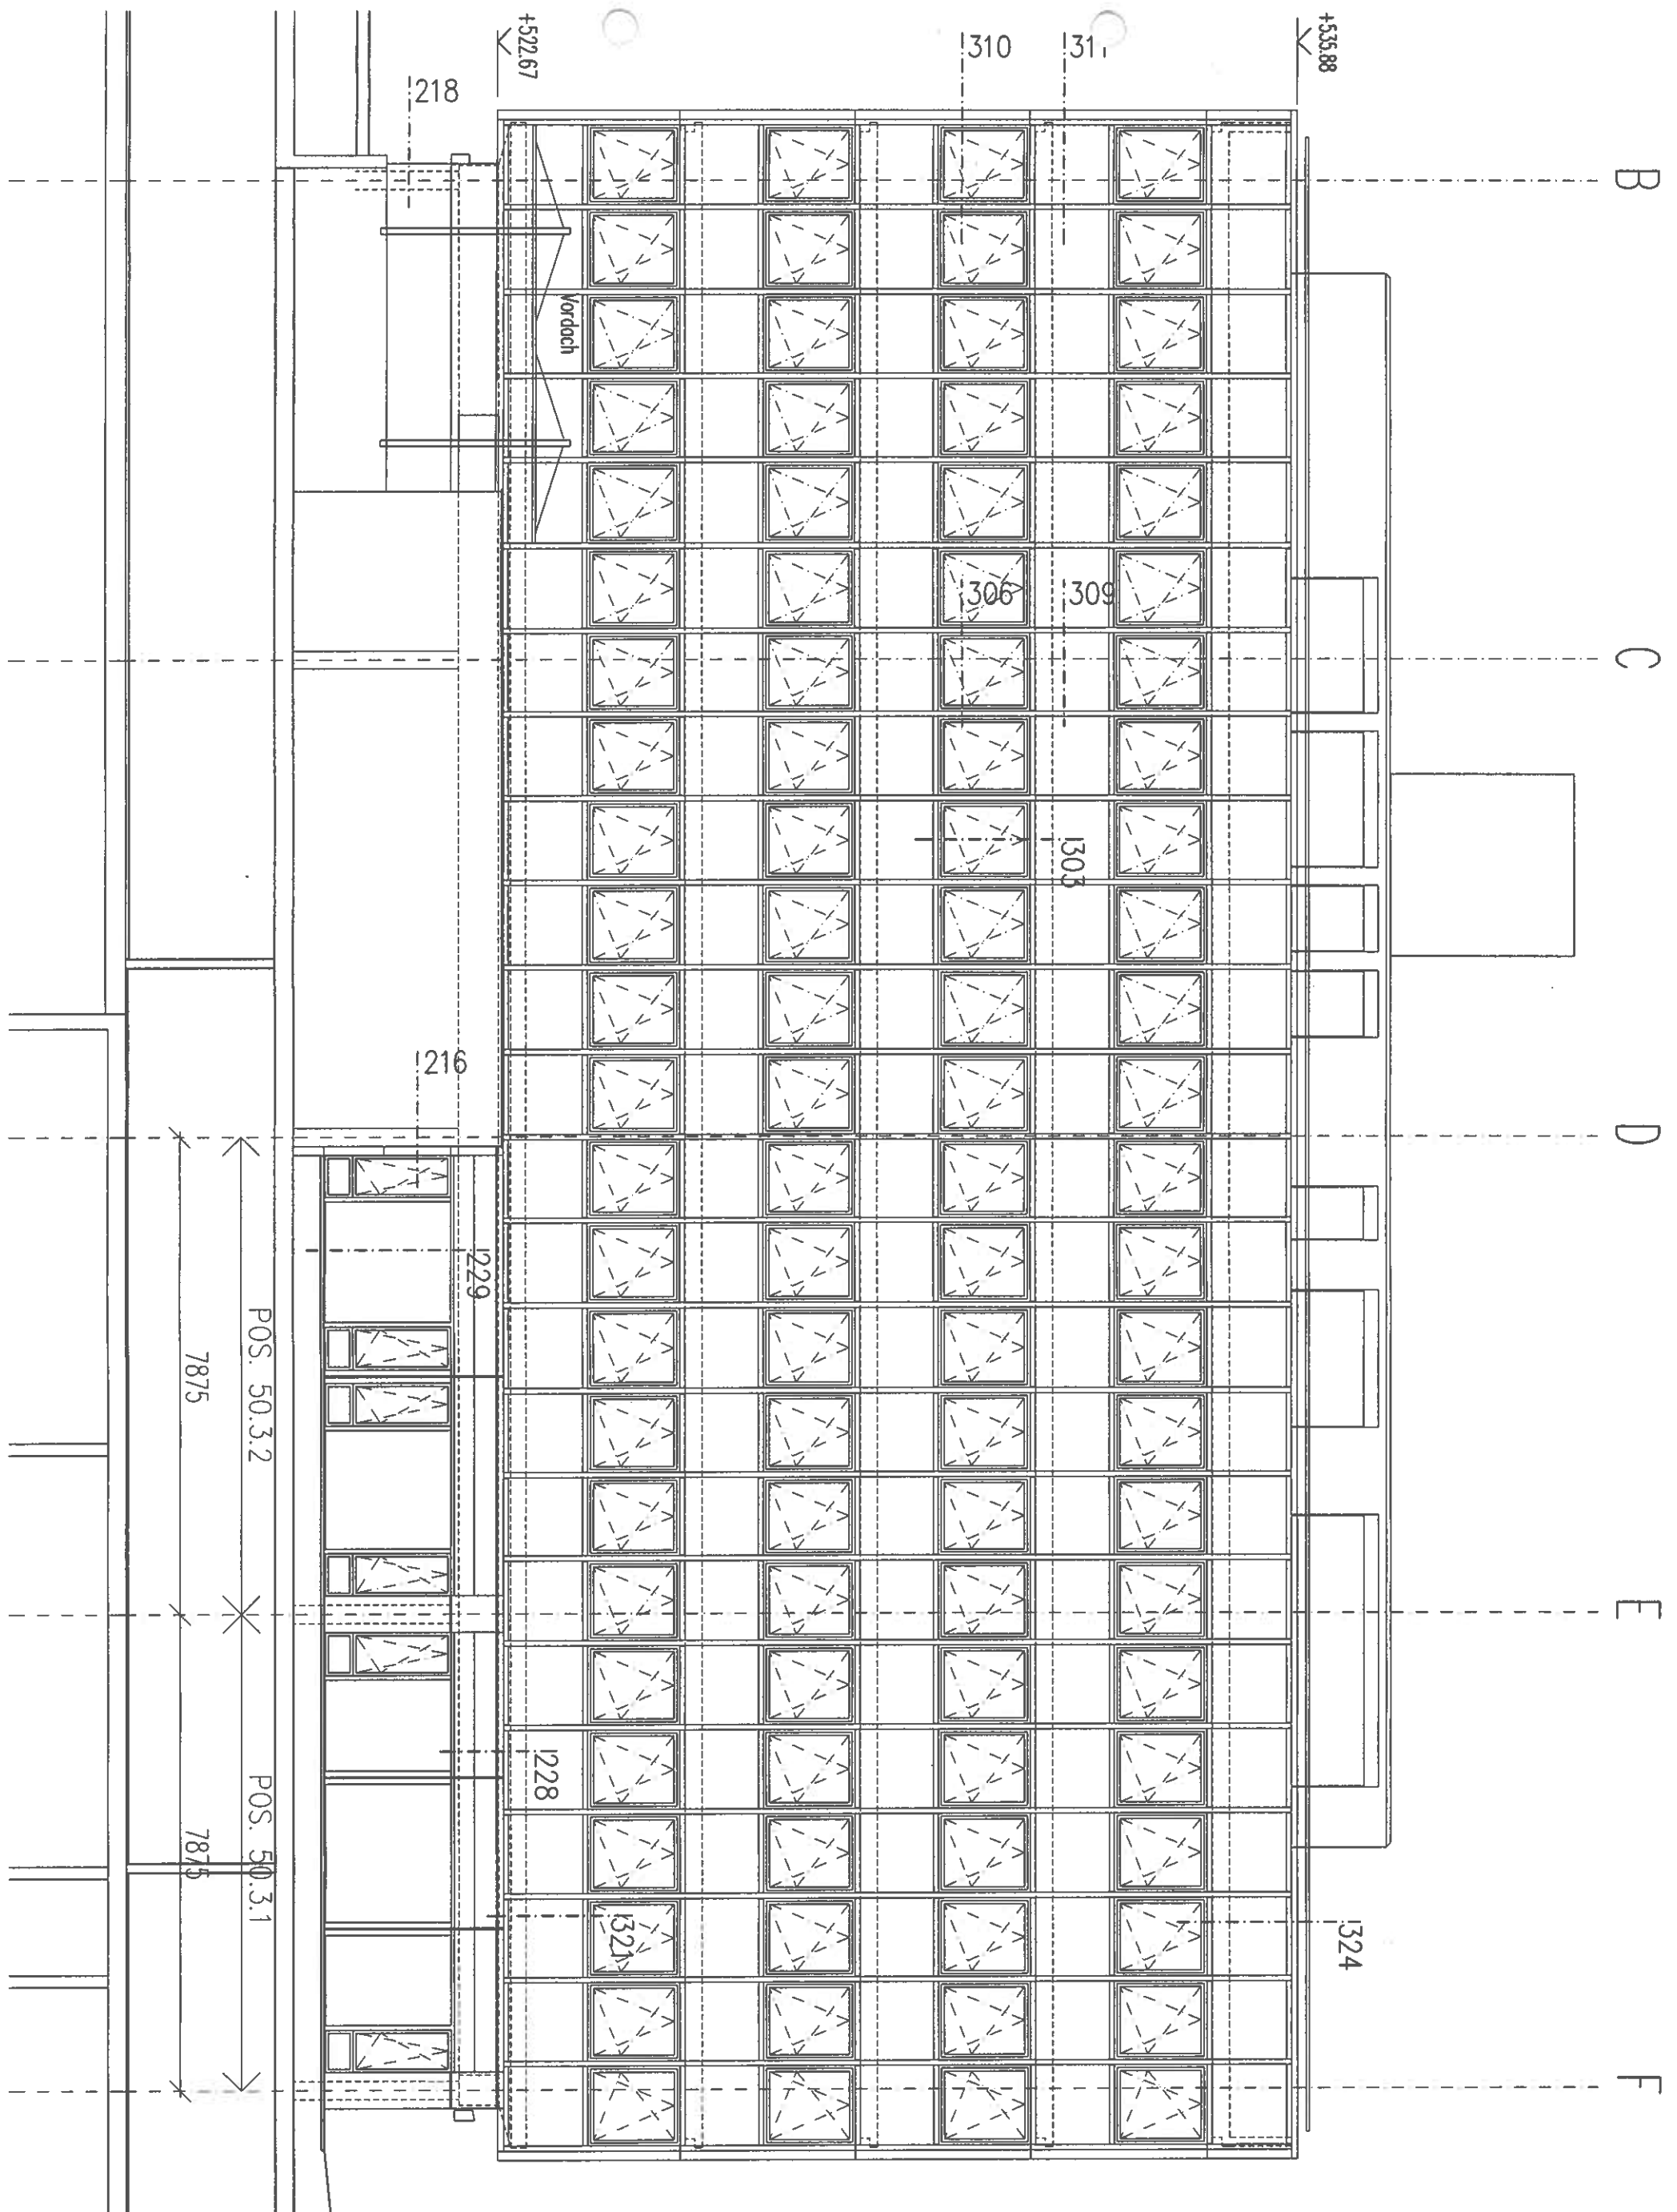 B
C
D
E
F
+535.88
+522.67
311
310
218
Vordach
309
306
303
216
229
228
321
324
POS. 50.3.2
POS. 50.3.1
7875
7875